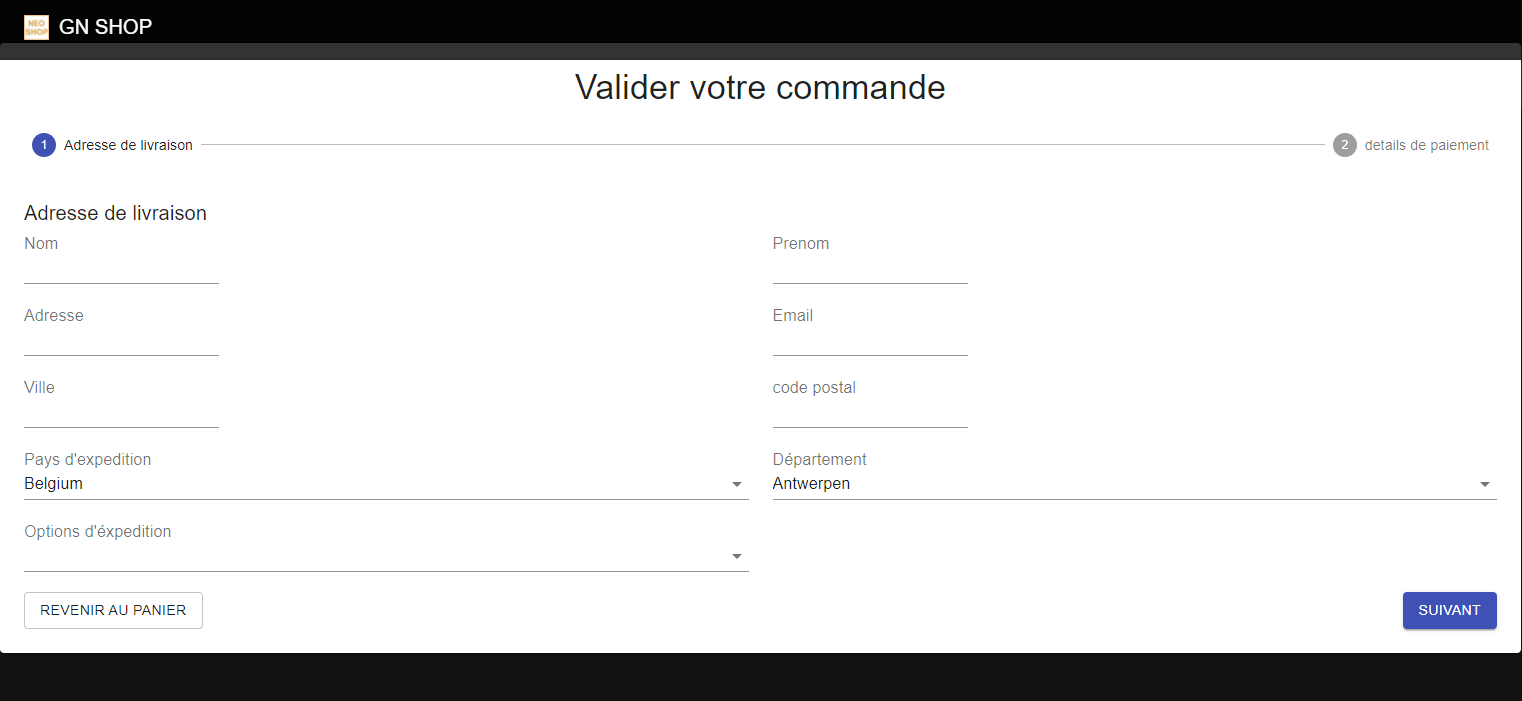 NEO
SHOP
GN SHOP
Valider votre commande
1 Adresse de livraison
2 details de paiement
Adresse de livraison
Nom
Prenom
Adresse
Email
Ville
code postal
Pays d'expedition
Département
Belgium
Antwerpen
Options d'éxpedition
REVENIR AU PANIER
SUIVANT